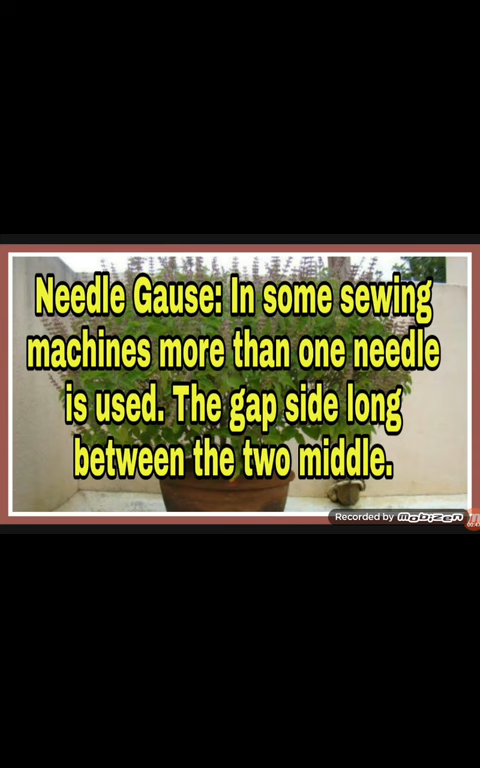 Needle Gause: In some sewing
machines more than one needle
is used. The gap side long
between the two middle.
Recorded by MOBIZEN